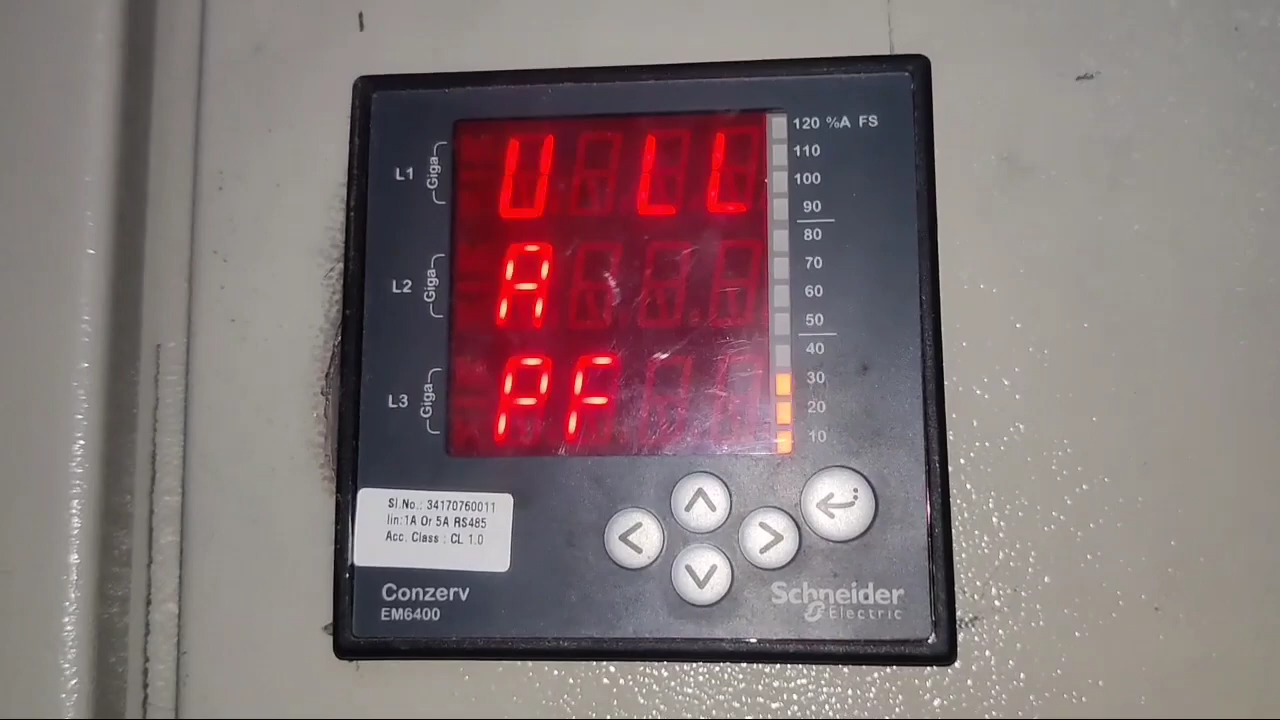 L1 Giga
U LL
L2 Giga
A
L3 Giga
PF
120 %A FS
110
100
90
80
70
60
50
40
30
20
10
Sl.No.: 34170760011
Iin:1A Or 5A RS485
Acc. Class : CL 1.0
Conzerv
EM6400
Schneider
Electric